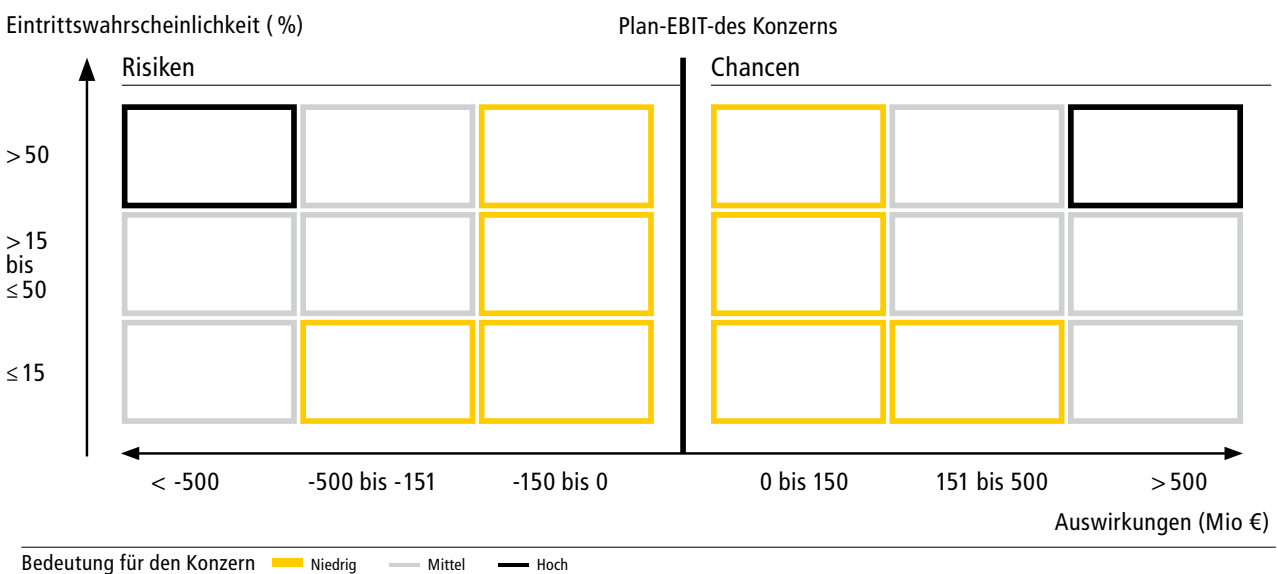 Eintrittswahrscheinlichkeit ( %)
Plan-EBIT-des Konzerns
Risiken
Chancen
> 50
> 15
bis
≤ 50
≤ 15
< -500
-500 bis -151
-150 bis 0
0 bis 150
151 bis 500
> 500
Auswirkungen (Mio €)
Bedeutung für den Konzern Niedrig Mittel Hoch